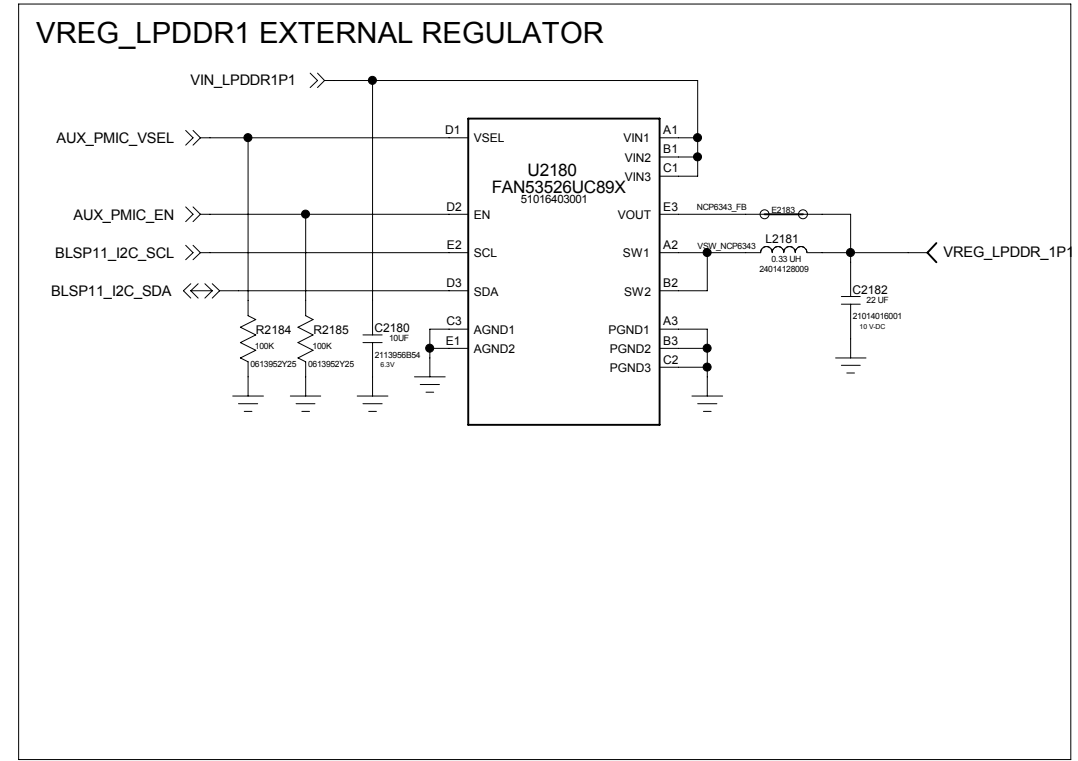 VREG_LPDDR1 EXTERNAL REGULATOR
VIN_LPDDR1P1
AUX_PMIC_VSEL
D1
VSEL
VIN1
A1
VIN2
B1
VIN3
C1
U2180
FAN53526UC89X
51016403001
AUX_PMIC_EN
D2
EN
VOUT
E3
NCP6343_FB
E2183
BLSP11_I2C_SCL
E2
SCL
SW1
A2
VSW_NCP6343
L2181
0.33 UH
24014128009
VREG_LPDDR_1P1
BLSP11_I2C_SDA
D3
SDA
SW2
B2
C2182
22 UF
21014016001
10 V-DC
R2184
100K
0613952Y25
R2185
100K
0613952Y25
C2180
10UF
2113956B54
6.3V
C3
AGND1
E1
AGND2
PGND1
A3
PGND2
B3
PGND3
C2